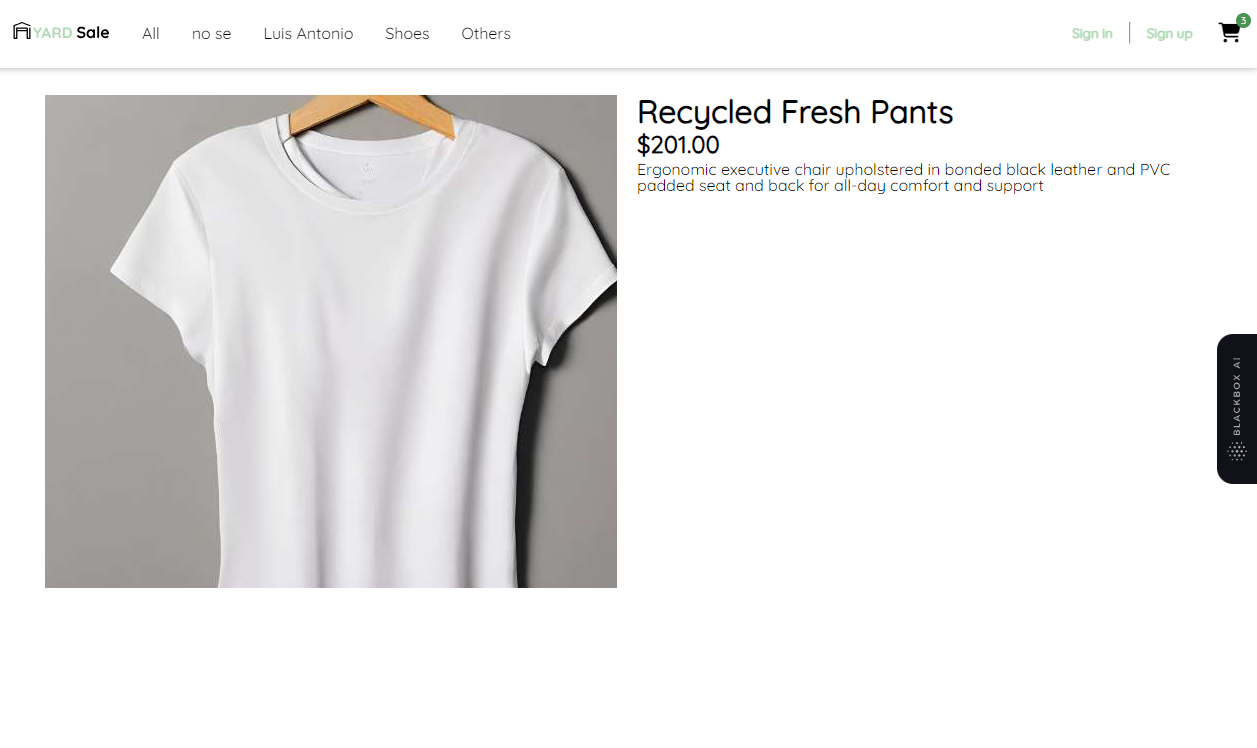 YARD Sale All no se Luis Antonio Shoes Others Sign in Sign up 3
Recycled Fresh Pants
$201.00
Ergonomic executive chair upholstered in bonded black leather and PVC
padded seat and back for all-day comfort and support
BLACKBOX AI